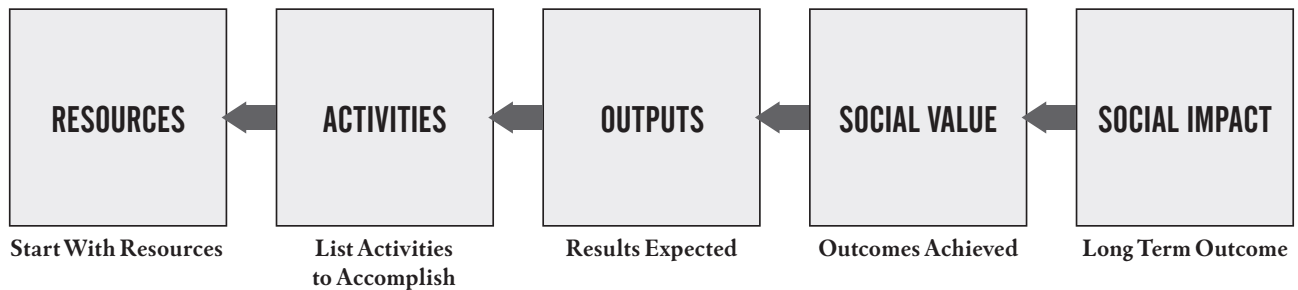 RESOURCES
ACTIVITIES
OUTPUTS
SOCIAL VALUE
SOCIAL IMPACT
Start With Resources
List Activities
to Accomplish
Results Expected
Outcomes Achieved
Long Term Outcome